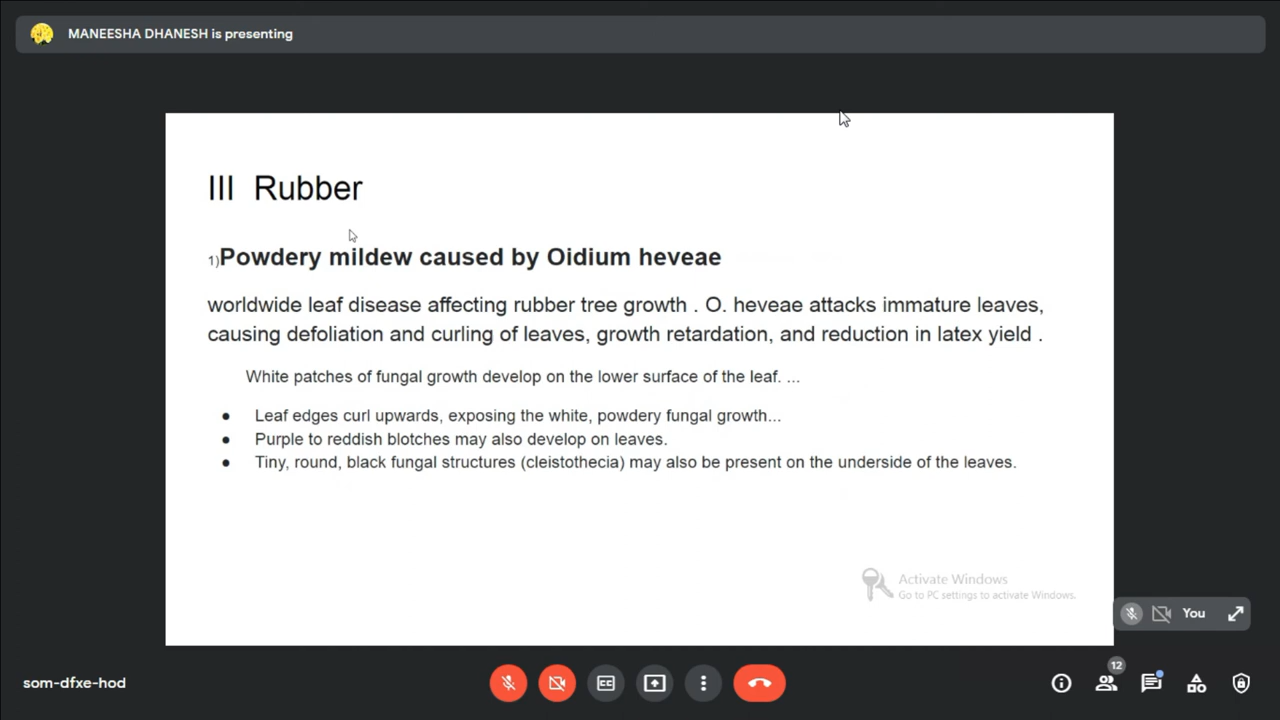 MANEESHA DHANESH is presenting
III Rubber
1)Powdery mildew caused by Oidium heveae
worldwide leaf disease affecting rubber tree growth . O. heveae attacks immature leaves,
causing defoliation and curling of leaves, growth retardation, and reduction in latex yield .
White patches of fungal growth develop on the lower surface of the leaf. ...
● Leaf edges curl upwards, exposing the white, powdery fungal growth...
● Purple to reddish blotches may also develop on leaves.
● Tiny, round, black fungal structures (cleistothecia) may also be present on the underside of the leaves.
Activate Windows
Go to PC settings to activate Windows.
You
som-dfxe-hod
CC
12